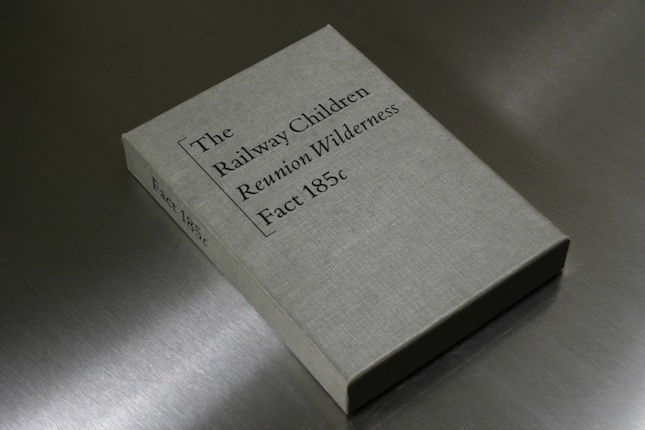 The
Railway Children
Reunion Wilderness
Fact 185c
Fact 185c